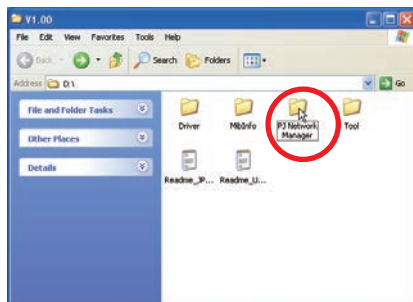 V1.00
File Edit View Favorites Tools Help
Back Search Folders
Address D:\ Go
File and Folder Tasks
Other Places
Details
Driver MibInfo PJ Network Manager Tool
Readme_JP... Readme_U...